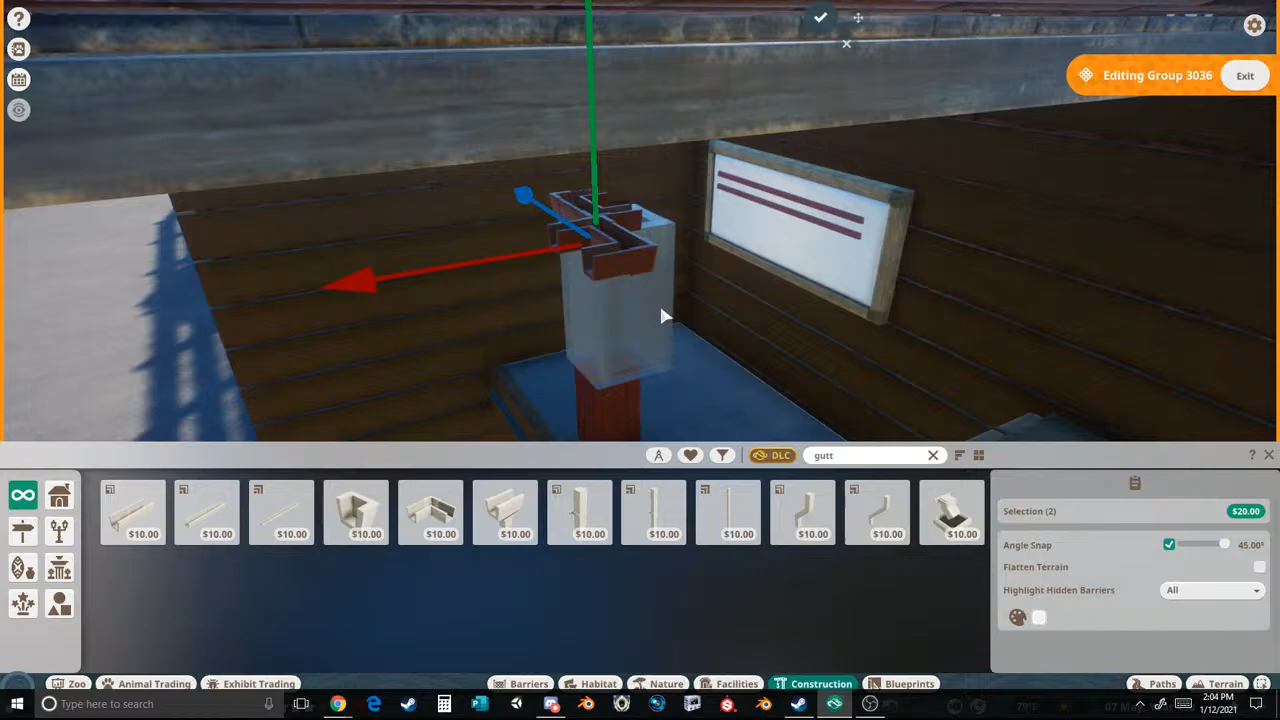 Editing Group 3036
Exit
DLC
gutt
$10.00
$10.00
$10.00
$10.00
$10.00
$10.00
$10.00
$10.00
$10.00
$10.00
$10.00
$10.00
Selection (2)
$20.00
Angle Snap
45.00°
Flatten Terrain
Highlight Hidden Barriers
All
Zoo
Animal Trading
Exhibit Trading
Barriers
Habitat
Nature
Facilities
Construction
Blueprints
Paths
Terrain
Type here to search
79°F
07 May,
2:04 PM
1/12/2021